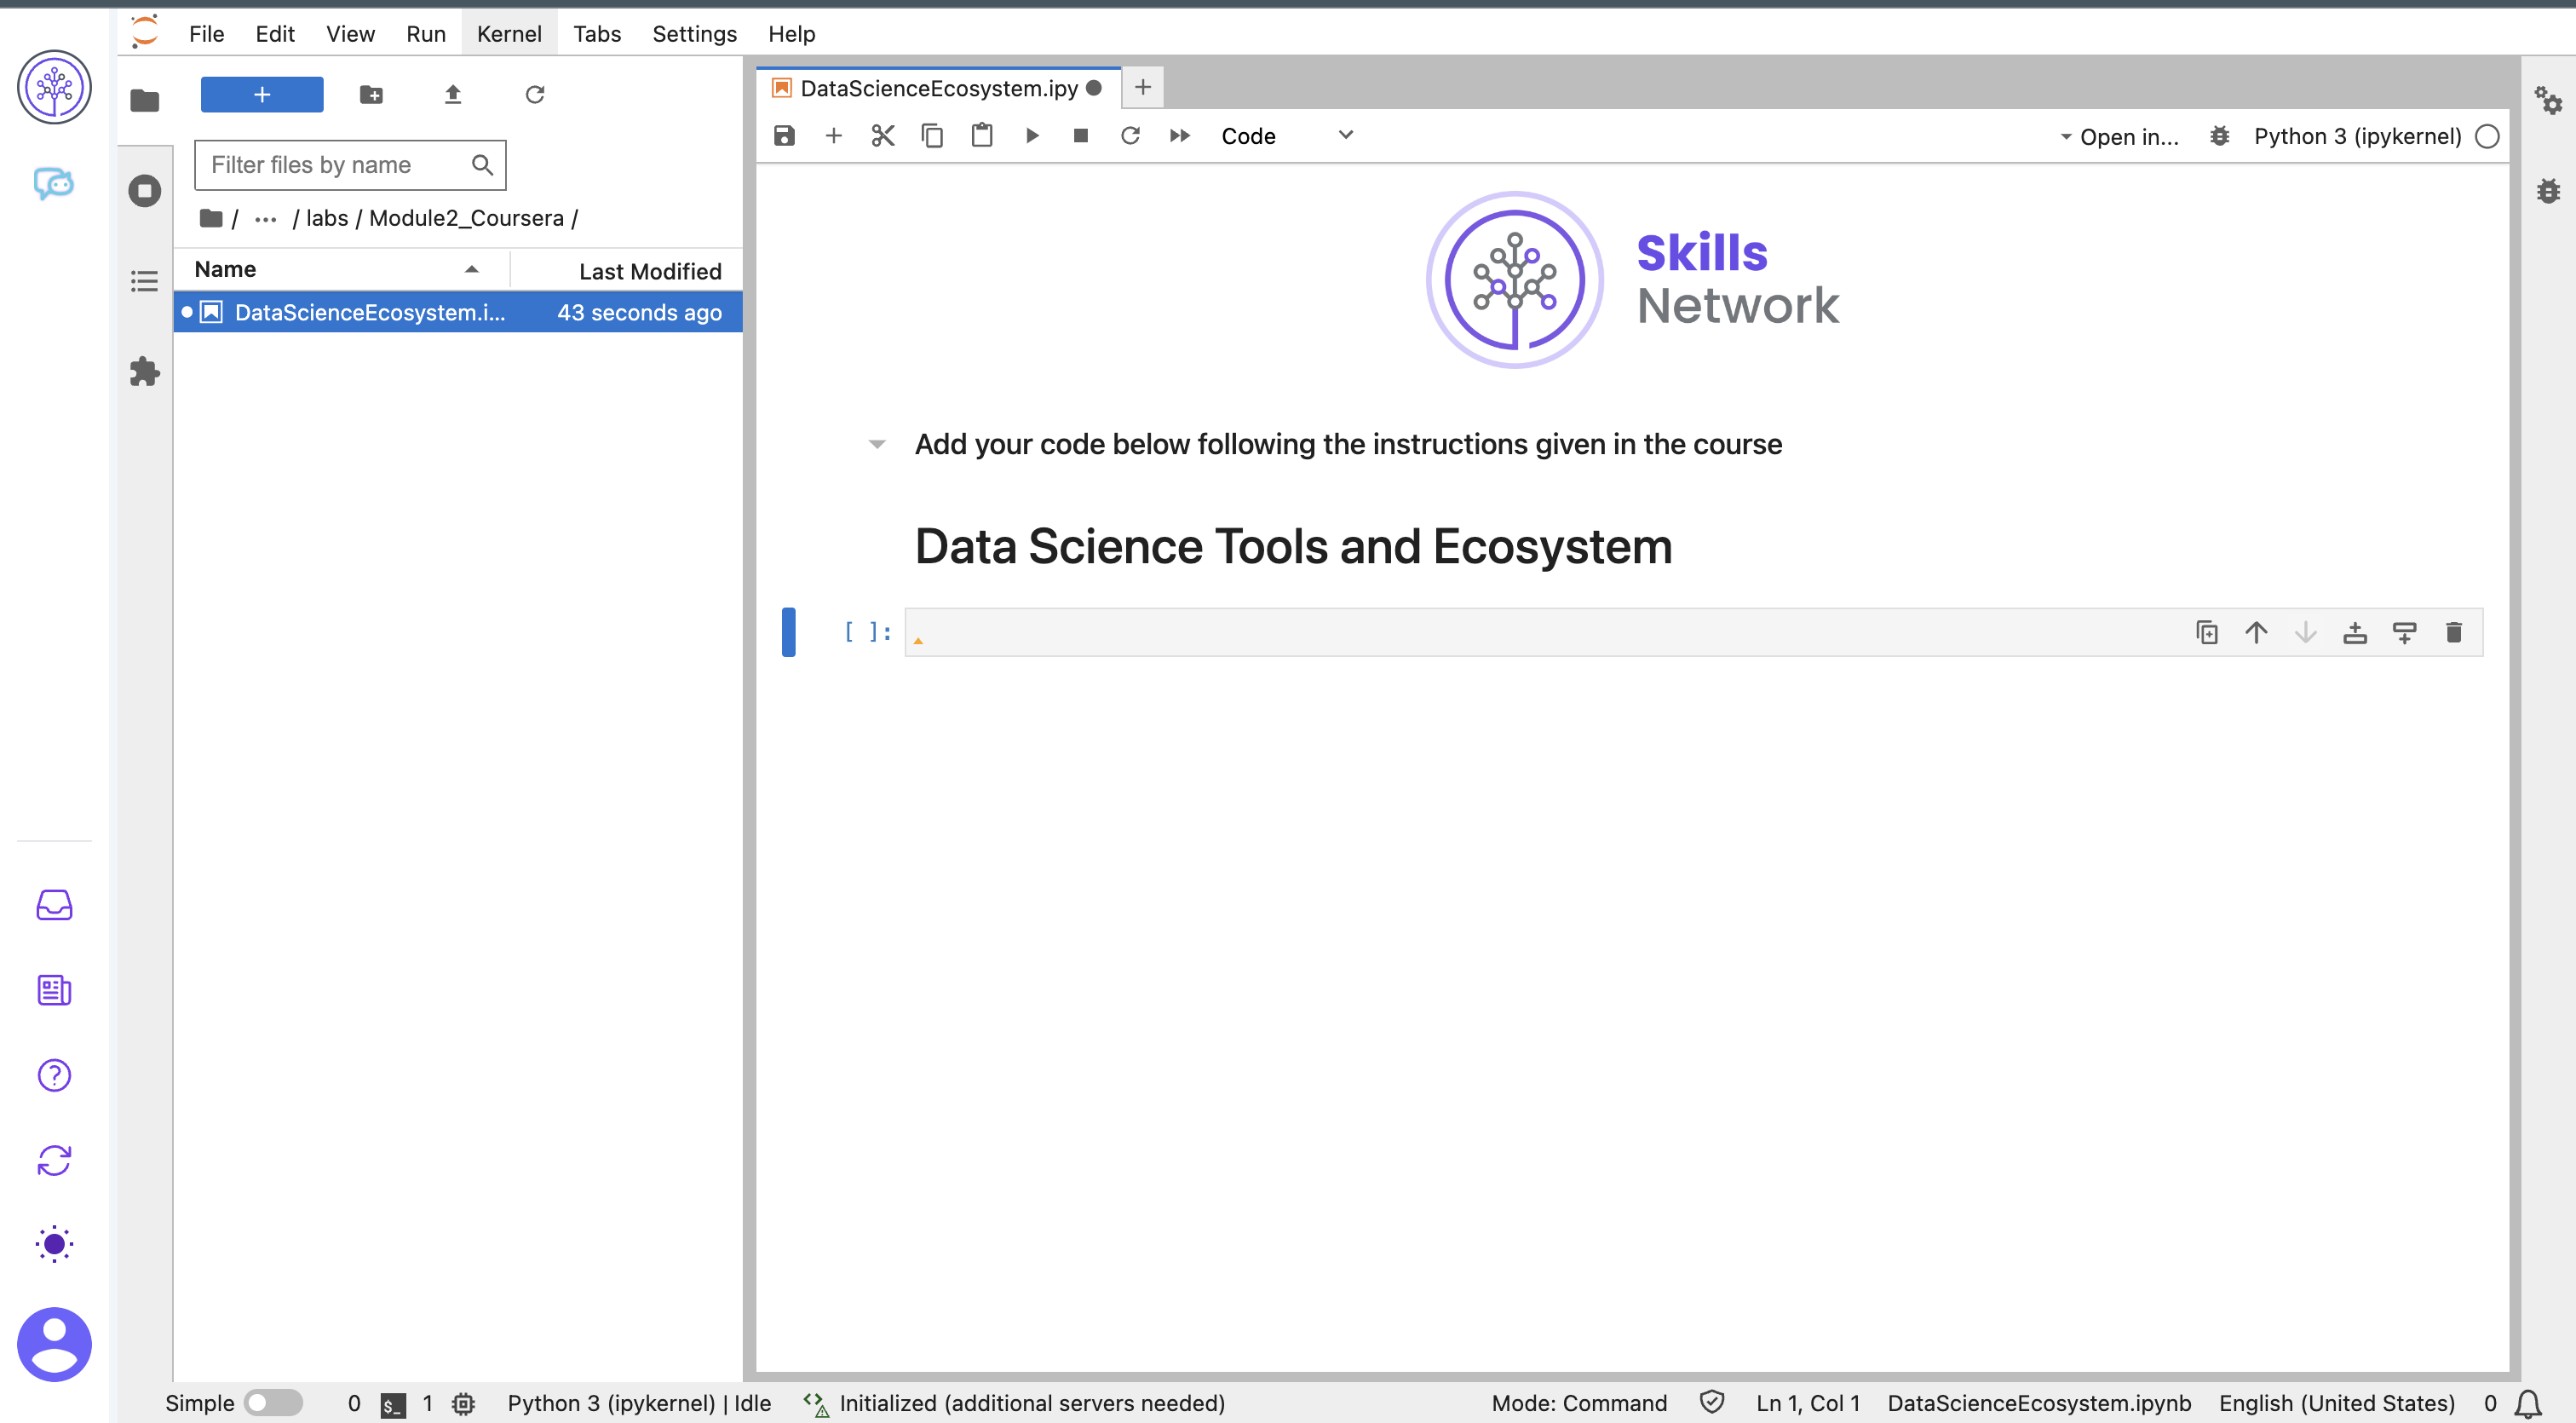 File Edit View Run Kernel Tabs Settings Help
+
Filter files by name
/ ... / labs / Module2_Coursera /
Name Last Modified
DataScienceEcosystem.i... 43 seconds ago
DataScienceEcosystem.ipy
Code
Open in... Python 3 (ipykernel)
Skills
Network
Add your code below following the instructions given in the course
Data Science Tools and Ecosystem
[ ]:
Simple 0 $_ 1 Python 3 (ipykernel) | Idle Initialized (additional servers needed) Mode: Command Ln 1, Col 1 DataScienceEcosystem.ipynb English (United States) 0